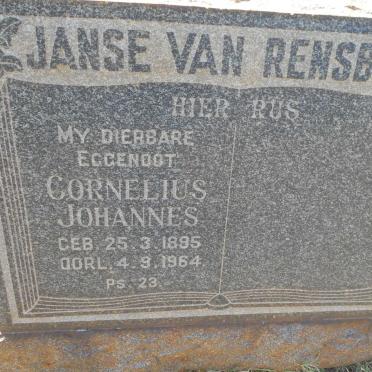 JANSE VAN RENSB
HIER RUS
MY DIERBARE
EGGENOOT
CORNELIUS
JOHANNES
GEB. 25. 3. 1895
OORL. 4. 9. 1964
PS. 23.